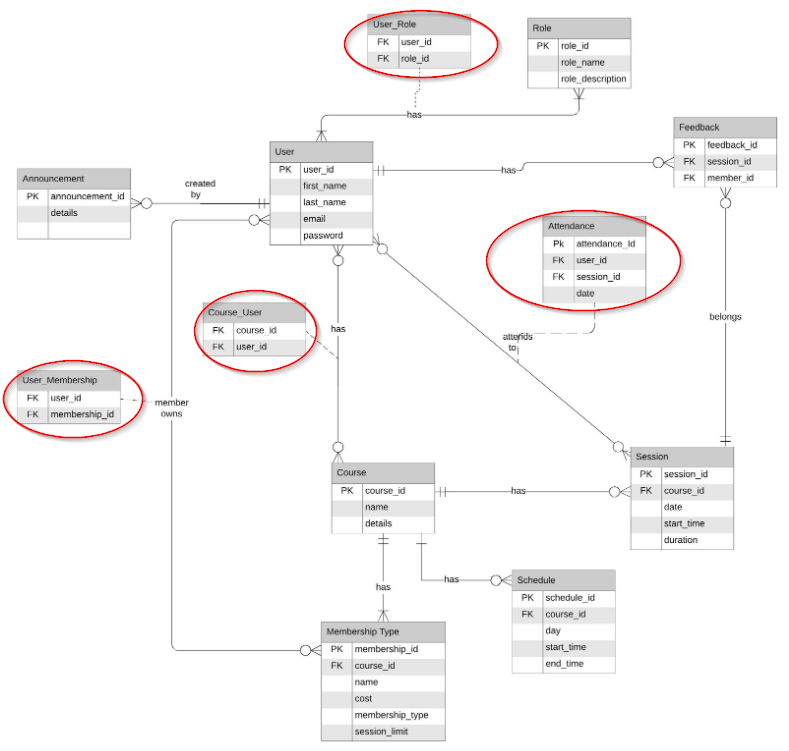 User_Role
FK user_id
FK role_id
Role
PK role_id
role_name
role_description
has
User
PK user_id
first_name
last_name
email
password
has
Feedback
PK feedback_id
FK session_id
FK member_id
Announcement
PK announcement_id
details
created
by
Attendance
Pk attendance_Id
FK user_id
FK session_id
date
Course_User
FK course_id
FK user_id
has
attends
to
belongs
User_Membership
FK user_id
FK membership_id
member
owns
Course
PK course_id
name
details
has
Session
PK session_id
FK course_id
date
start_time
duration
has
has
Schedule
PK schedule_id
FK course_id
day
start_time
end_time
Membership Type
PK membership_id
FK course_id
name
cost
membership_type
session_limit